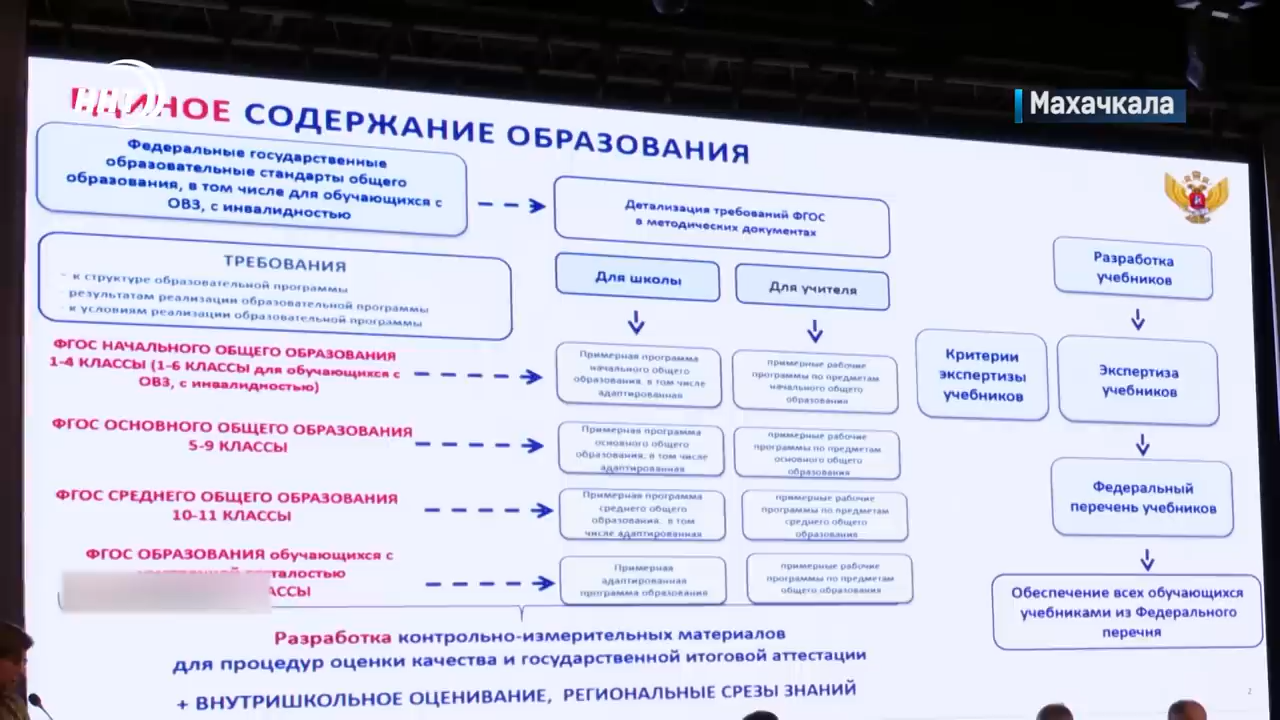 ННТ
Махачкала
ЕДИНОЕ СОДЕРЖАНИЕ ОБРАЗОВАНИЯ
Федеральные государственные
образовательные стандарты общего
образования, в том числе для обучающихся с
ОВЗ, с инвалидностью
Детализация требований ФГОС
в методических документах
ТРЕБОВАНИЯ
- к структуре образовательной программы
результатам реализации образовательной программы
- к условиям реализации образовательной программы
Для школы
Для учителя
ФГОС НАЧАЛЬНОГО ОБЩЕГО ОБРАЗОВАНИЯ
1-4 КЛАССЫ (1-6 КЛАССЫ для обучающихся с
ОВЗ, с инвалидностью)
Примерная программа
начального общего
образования, в том числе
адаптированная
примерные рабочие
программы по предметам
начального общего
образования
ФГОС ОСНОВНОГО ОБЩЕГО ОБРАЗОВАНИЯ
5-9 КЛАССЫ
Примерная программа
основного общего
образования, в том числе
адаптированная
примерные рабочие
программы по предметам
основного общего
образования
ФГОС СРЕДНЕГО ОБЩЕГО ОБРАЗОВАНИЯ
10-11 КЛАССЫ
Примерная программа
среднего общего
образования, в том
числе адаптированная
примерные рабочие
программы по предметам
среднего общего
образования
ФГОС ОБРАЗОВАНИЯ обучающихся с
Примерная
адаптированная
программа образования
примерные рабочие
программы по предметам
общего образования
Разработка
учебников
Критерии
экспертизы
учебников
Экспертиза
учебников
Федеральный
перечень учебников
Обеспечение всех обучающихся
учебниками из Федерального
перечня
Разработка контрольно-измерительных материалов
для процедур оценки качества и государственной итоговой аттестации
+ ВНУТРИШКОЛЬНОЕ ОЦЕНИВАНИЕ, РЕГИОНАЛЬНЫЕ СРЕЗЫ ЗНАНИЙ
2